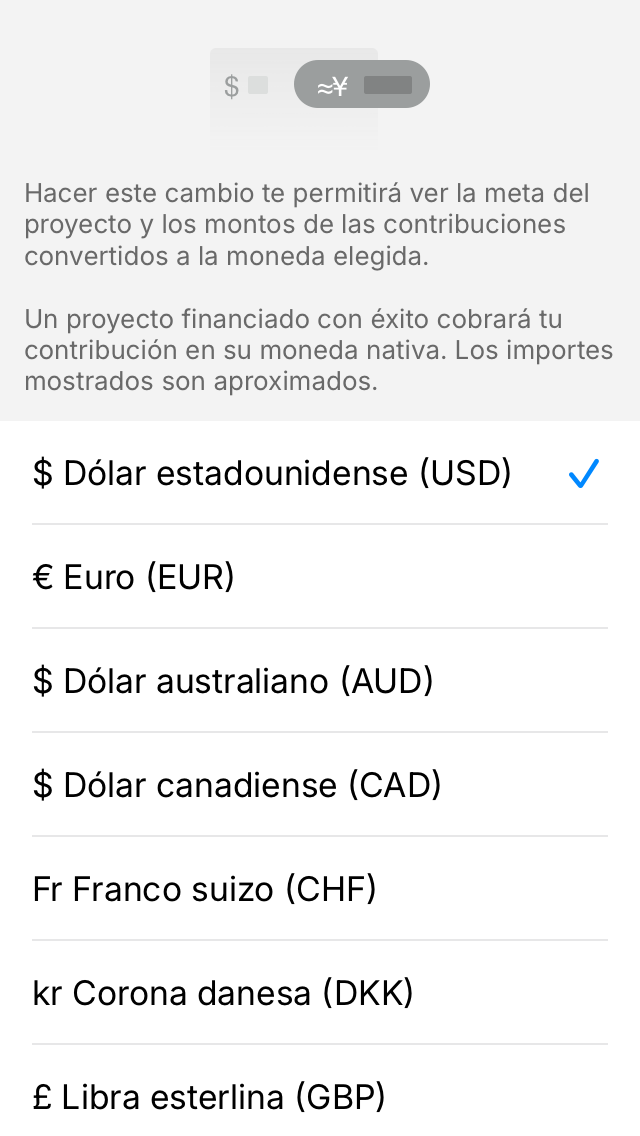 $ ≈¥
Hacer este cambio te permitirá ver la meta del
proyecto y los montos de las contribuciones
convertidos a la moneda elegida.
Un proyecto financiado con éxito cobrará tu
contribución en su moneda nativa. Los importes
mostrados son aproximados.
$ Dólar estadounidense (USD)
€ Euro (EUR)
$ Dólar australiano (AUD)
$ Dólar canadiense (CAD)
Fr Franco suizo (CHF)
kr Corona danesa (DKK)
£ Libra esterlina (GBP)